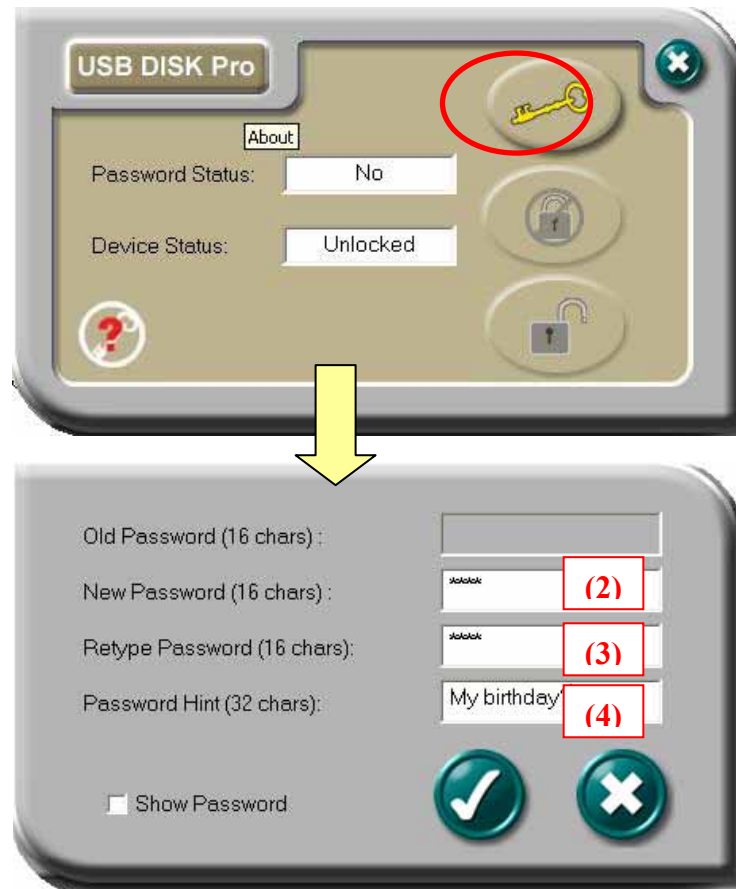 USB DISK Pro
About
Password Status: No
Device Status: Unlocked
?
Old Password (16 chars) :
New Password (16 chars) : ***** (2)
Retype Password (16 chars): ***** (3)
Password Hint (32 chars): My birthday (4)
Show Password